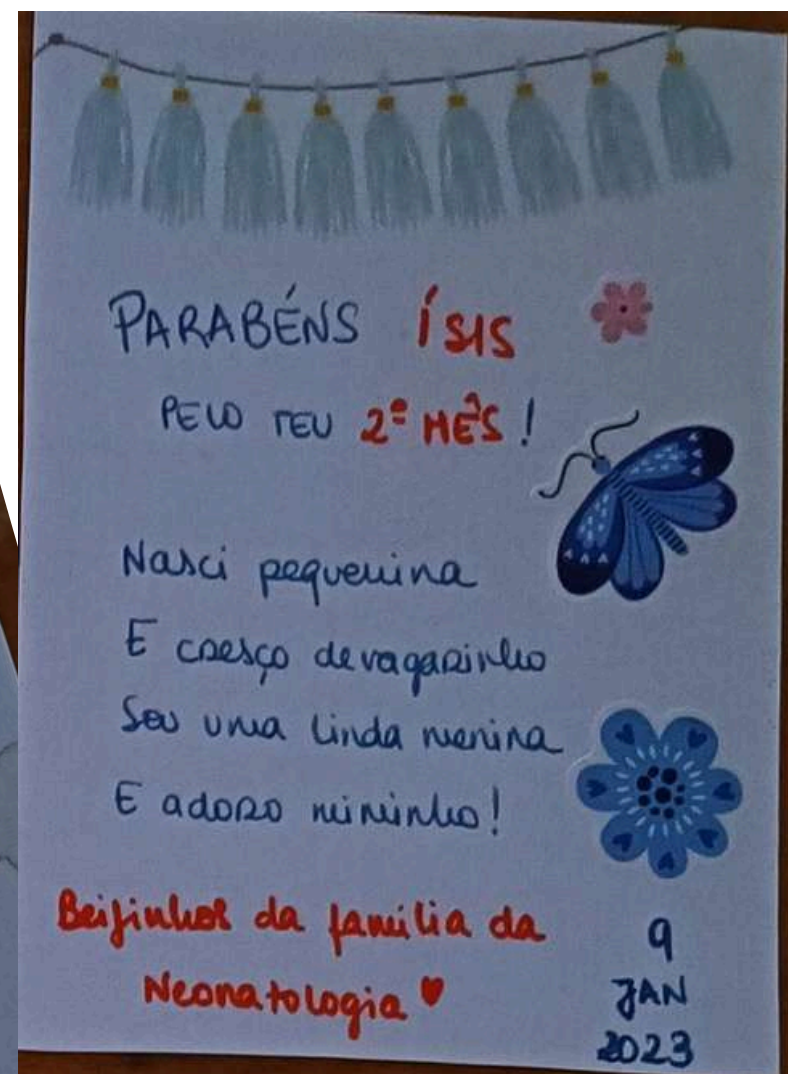 PARABÉNS ÍSIS
PELO TEU 2º MÊS!
Nasci pequenina
E cresço devagarinho
Sou uma linda menina
E adoro miminho!
Beijinhos da família da
Neonatologia ♥
9
JAN
2023